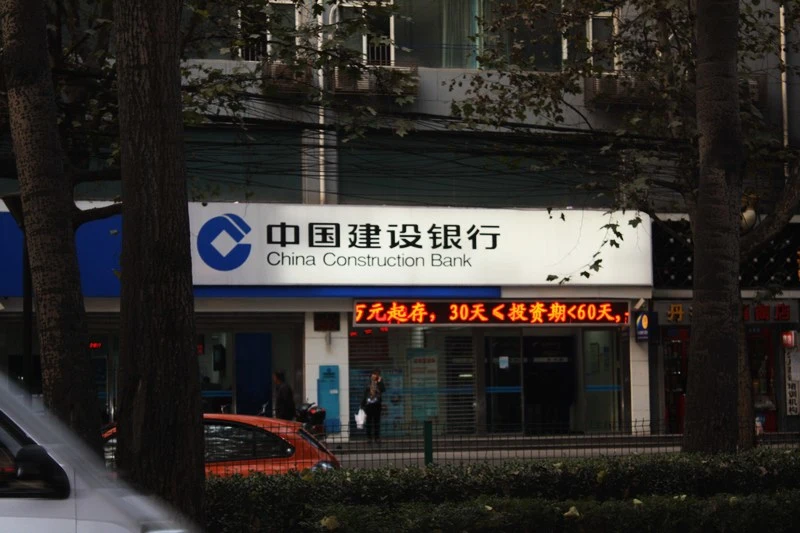 中国建设银行
China Construction Bank
万元起存，30天<投资期<60天，